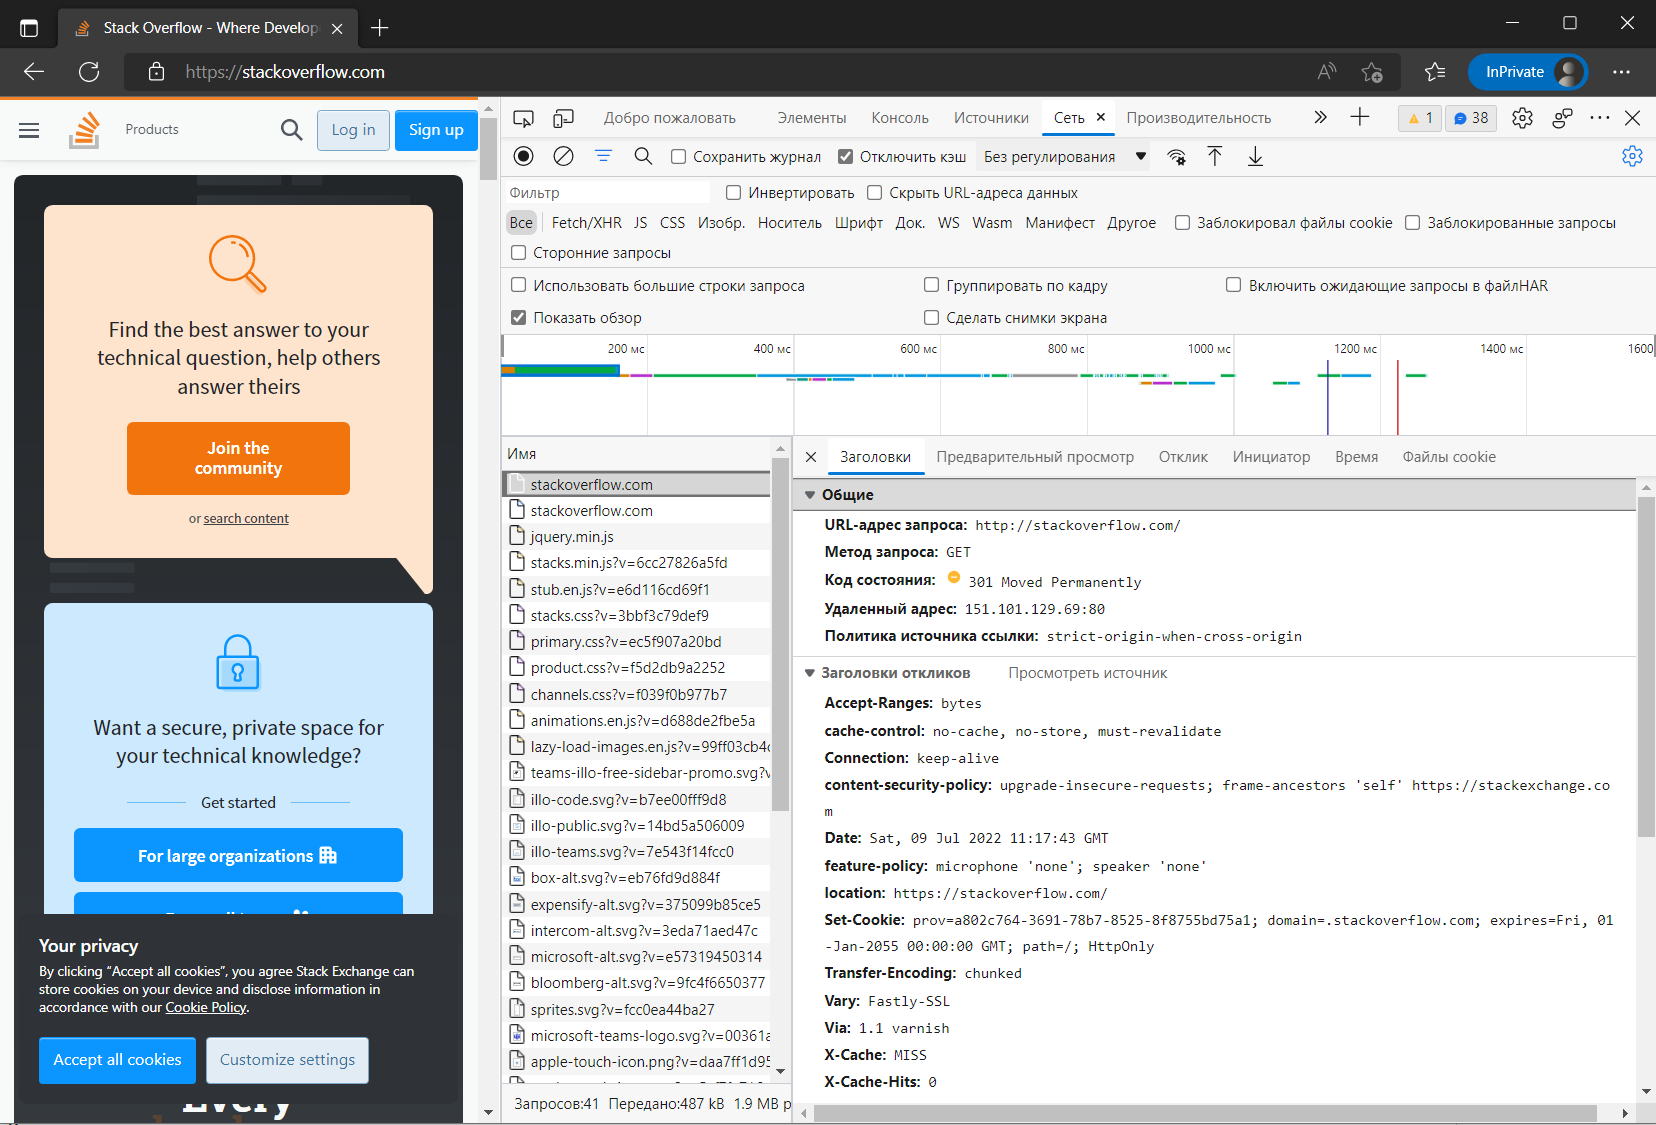 Stack Overflow - Where Develop
https://stackoverflow.com
InPrivate
Products
Log in
Sign up
Find the best answer to your
technical question, help others
answer theirs
Join the
community
or search content
Want a secure, private space for
your technical knowledge?
Get started
For large organizations
Your privacy
By clicking “Accept all cookies”, you agree Stack Exchange can
store cookies on your device and disclose information in
accordance with our Cookie Policy.
Accept all cookies
Customize settings
Every
Добро пожаловать Элементы Консоль Источники Сеть Производительность 1 38
Сохранить журнал Отключить кэш Без регулирования
Фильтр Инвертировать Скрыть URL-адреса данных
Все Fetch/XHR JS CSS Изобр. Носитель Шрифт Док. WS Wasm Манифест Другое Заблокировал файлы cookie Заблокированные запросы
Сторонние запросы
Использовать большие строки запроса Группировать по кадру Включить ожидающие запросы в файлHAR
Показать обзор Сделать снимки экрана
200 мс 400 мс 600 мс 800 мс 1000 мс 1200 мс 1400 мс 1600
Имя
stackoverflow.com
stackoverflow.com
jquery.min.js
stacks.min.js?v=6cc27826a5fd
stub.en.js?v=e6d116cd69f1
stacks.css?v=3bbf3c79def9
primary.css?v=ec5f907a20bd
product.css?v=f5d2db9a2252
channels.css?v=f039f0b977b7
animations.en.js?v=d688de2fbe5a
lazy-load-images.en.js?v=99ff03cb4c
teams-illo-free-sidebar-promo.svg?v
illo-code.svg?v=b7ee00fff9d8
illo-public.svg?v=14bd5a506009
illo-teams.svg?v=7e543f14fcc0
box-alt.svg?v=eb76fd9d884f
expensify-alt.svg?v=375099b85ce5
intercom-alt.svg?v=3eda71aed47c
microsoft-alt.svg?v=e57319450314
bloomberg-alt.svg?v=9fc4f6650377
sprites.svg?v=fcc0ea44ba27
microsoft-teams-logo.svg?v=00361a
apple-touch-icon.png?v=daa7ff1d95
Запросов:41 Передано:487 kB 1.9 MB р
Заголовки Предварительный просмотр Отклик Инициатор Время Файлы cookie
Общие
URL-адрес запроса: http://stackoverflow.com/
Метод запроса: GET
Код состояния: 301 Moved Permanently
Удаленный адрес: 151.101.129.69:80
Политика источника ссылки: strict-origin-when-cross-origin
Заголовки откликов Просмотреть источник
Accept-Ranges: bytes
cache-control: no-cache, no-store, must-revalidate
Connection: keep-alive
content-security-policy: upgrade-insecure-requests; frame-ancestors 'self' https://stackexchange.co
m
Date: Sat, 09 Jul 2022 11:17:43 GMT
feature-policy: microphone 'none'; speaker 'none'
location: https://stackoverflow.com/
Set-Cookie: prov=a802c764-3691-78b7-8525-8f8755bd75a1; domain=.stackoverflow.com; expires=Fri, 01
-Jan-2055 00:00:00 GMT; path=/; HttpOnly
Transfer-Encoding: chunked
Vary: Fastly-SSL
Via: 1.1 varnish
X-Cache: MISS
X-Cache-Hits: 0